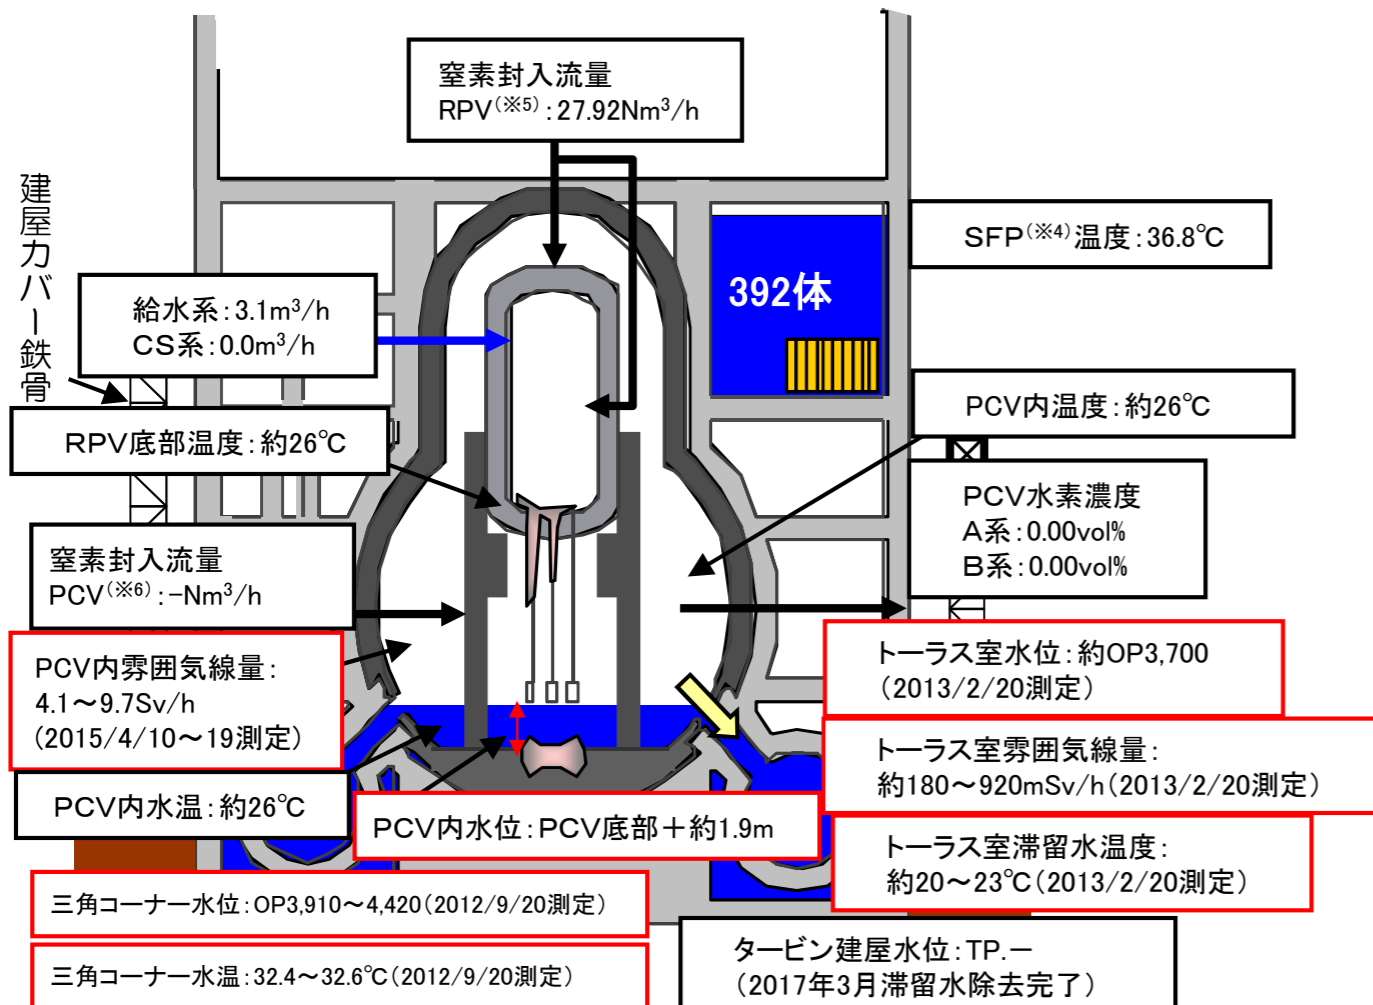 窒素封入流量
RPV(※5):27.92Nm3/h
建屋カバー鉄骨
SFP(※4)温度:36.8℃
392体
給水系:3.1m3/h
CS系:0.0m3/h
PCV内温度:約26℃
RPV底部温度:約26℃
PCV水素濃度
A系:0.00vol%
B系:0.00vol%
窒素封入流量
PCV(※6):-Nm3/h
PCV内雰囲気線量:
4.1～9.7Sv/h
(2015/4/10～19測定)
トーラス室水位:約OP3,700
(2013/2/20測定)
トーラス室雰囲気線量:
約180～920mSv/h(2013/2/20測定)
PCV内水温:約26℃
PCV内水位:PCV底部+約1.9m
トーラス室滞留水温度:
約20～23℃(2013/2/20測定)
三角コーナー水位:OP3,910～4,420(2012/9/20測定)
三角コーナー水温:32.4～32.6℃(2012/9/20測定)
タービン建屋水位:TP.ー
(2017年3月滞留水除去完了)